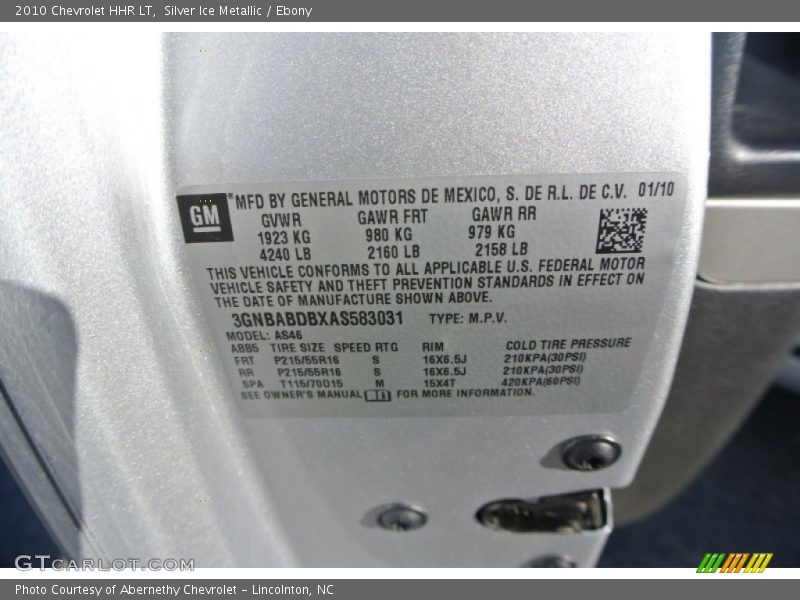 2010 Chevrolet HHR LT,  Silver Ice Metallic / Ebony
GM ® MFD BY GENERAL MOTORS DE MEXICO, S. DE R.L. DE C.V. 01/10
GVWR GAWR FRT GAWR RR
1923 KG 980 KG 979 KG
4240 LB 2160 LB 2158 LB
THIS VEHICLE CONFORMS TO ALL APPLICABLE U.S. FEDERAL MOTOR
VEHICLE SAFETY AND THEFT PREVENTION STANDARDS IN EFFECT ON
THE DATE OF MANUFACTURE SHOWN ABOVE.
3GNBABDBXAS583031 TYPE: M.P.V.
MODEL: AS46
A8B5 TIRE SIZE SPEED RTG RIM COLD TIRE PRESSURE
FRT P215/55R16 S 16X6.5J 210KPA(30PSI)
RR P215/55R16 S 16X6.5J 210KPA(30PSI)
SPA T115/70D15 M 15X4T 420KPA(60PSI)
SEE OWNER'S MANUAL FOR MORE INFORMATION.
GTCARLOT.COM
Photo Courtesy of Abernethy Chevrolet – Lincolnton, NC